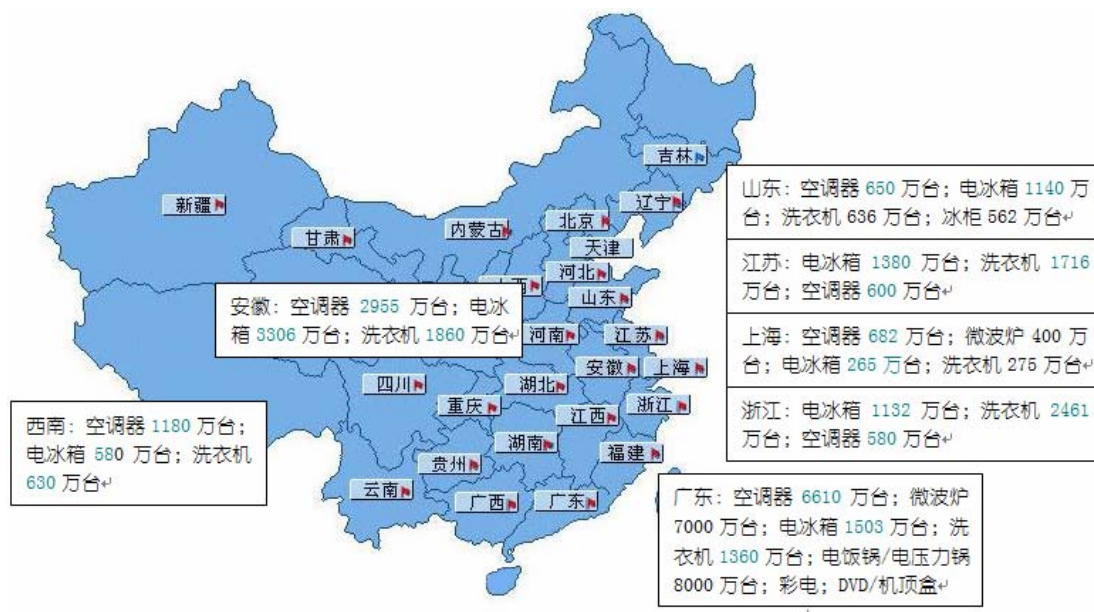 吉林
辽宁
新疆
北京
内蒙古
甘肃
天津
河北
山东
山东：空调器 650 万台；电冰箱 1140 万
台；洗衣机 636 万台；冰柜 562 万台
江苏：电冰箱 1380 万台；洗衣机 1716
万台；空调器 600 万台
安徽：空调器 2955 万台；电冰
箱 3306 万台；洗衣机 1860 万台
河南
江苏
上海：空调器 682 万台；微波炉 400 万
台；电冰箱 265 万台；洗衣机 275 万台
安徽
上海
四川
湖北
重庆
浙江
江西
浙江：电冰箱 1132 万台；洗衣机 2461
万台；空调器 580 万台
西南：空调器 1180 万台；
电冰箱 580 万台；洗衣机
630 万台
湖南
福建
贵州
云南
广西
广东
广东：空调器 6610 万台；微波炉
7000 万台；电冰箱 1503 万台；洗
衣机 1360 万台；电饭锅/电压力锅
8000 万台；彩电；DVD/机顶盒